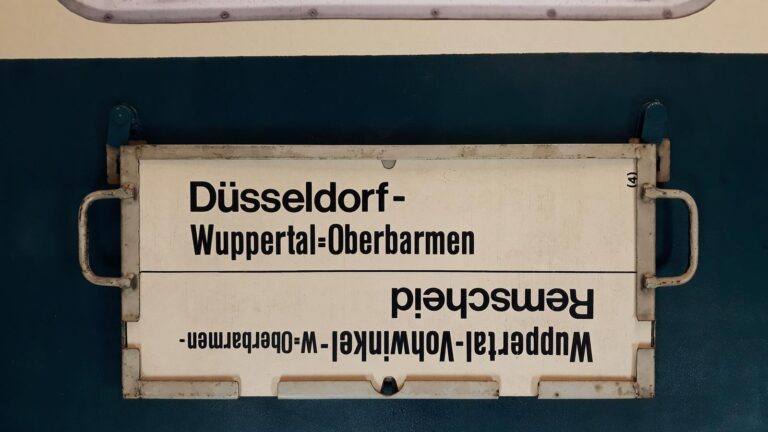 Düsseldorf-
Wuppertal=Oberbarmen
(4)
Wuppertal-Vohwinkel-W=Oberbarmen-
Remscheid